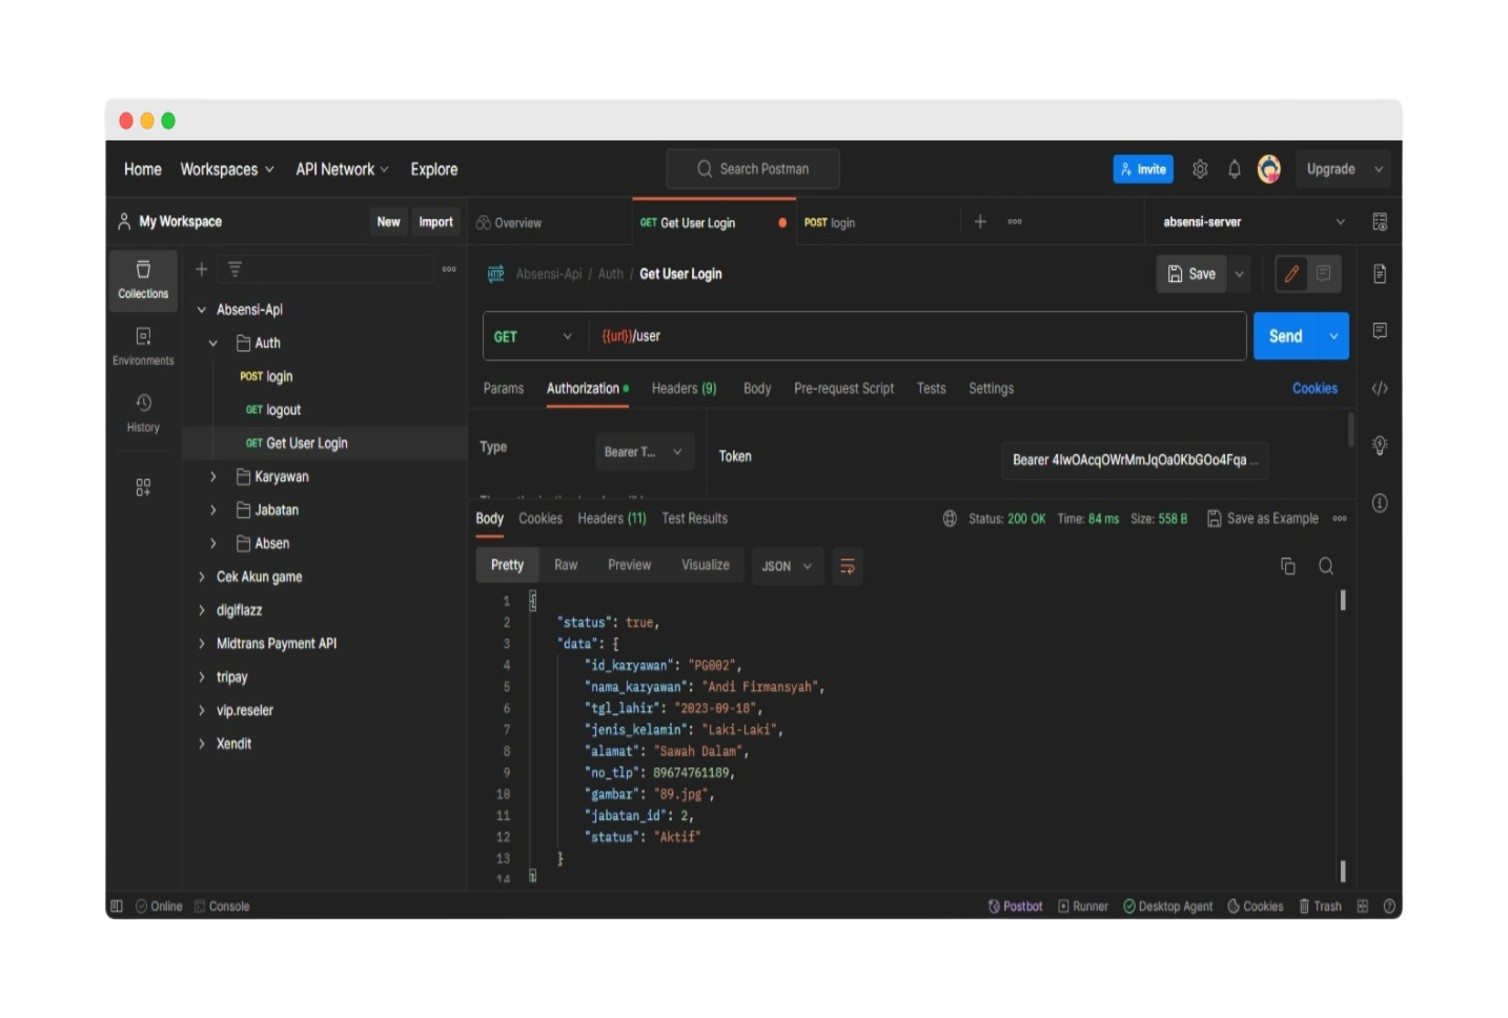 Home Workspaces API Network Explore Search Postman Invite Upgrade
My Workspace New Import Overview GET Get User Login POST login absensi-server
Collections
Environments
History
Absensi-Api
Auth
POST login
GET logout
GET Get User Login
Karyawan
Jabatan
Absen
Cek Akun game
digiflazz
Midtrans Payment API
tripay
vip.reseler
Xendit
HTTP Absensi-Api / Auth / Get User Login Save
GET {{url}}/user Send
Params Authorization Headers (9) Body Pre-request Script Tests Settings Cookies
Type Bearer T... Token Bearer 4IwOAcqOWrMmJqOa0KbGOo4Fqa ...
Body Cookies Headers (11) Test Results Status: 200 OK Time: 84 ms Size: 558 B Save as Example
Pretty Raw Preview Visualize JSON
1 {
2 "status": true,
3 "data": {
4 "id_karyawan": "PG002",
5 "nama_karyawan": "Andi Firmansyah",
6 "tgl_lahir": "2023-09-18",
7 "jenis_kelamin": "Laki-Laki",
8 "alamat": "Sawah Dalam",
9 "no_tlp": 89674761189,
10 "gambar": "89.jpg",
11 "jabatan_id": 2,
12 "status": "Aktif"
13 }
14 }
Online Console Postbot Runner Desktop Agent Cookies Trash